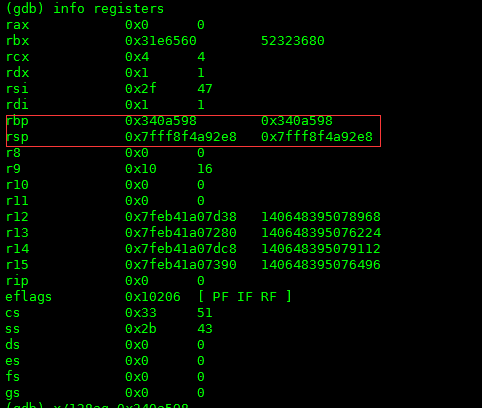 (gdb) info registers
rax 0x0 0
rbx 0x31e6560 52323680
rcx 0x4 4
rdx 0x1 1
rsi 0x2f 47
rdi 0x1 1
rbp 0x340a598 0x340a598
rsp 0x7fff8f4a92e8 0x7fff8f4a92e8
r8 0x0 0
r9 0x10 16
r10 0x0 0
r11 0x0 0
r12 0x7feb41a07d38 140648395078968
r13 0x7feb41a07280 140648395076224
r14 0x7feb41a07dc8 140648395079112
r15 0x7feb41a07390 140648395076496
rip 0x0 0
eflags 0x10206 [ PF IF RF ]
cs 0x33 51
ss 0x2b 43
ds 0x0 0
es 0x0 0
fs 0x0 0
gs 0x0 0
(gdb) x/128ag 0x340a598